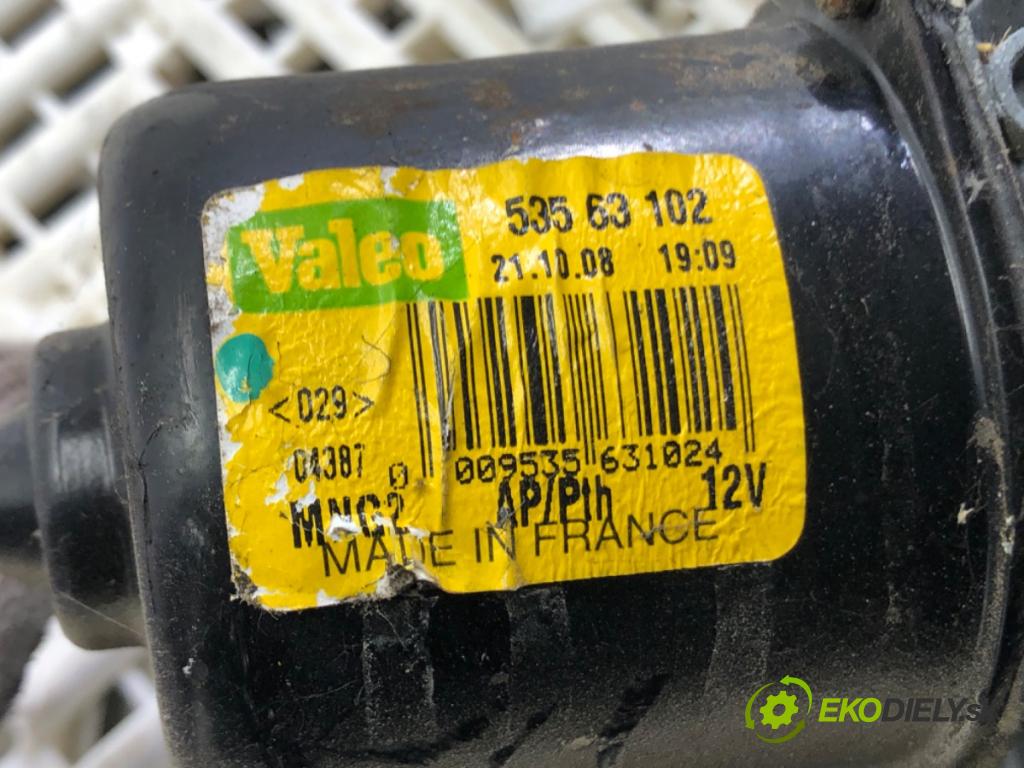 Valeo
535 63 102
21.10.08 19:09
<029>
04387
0 009535 631024
MNG2 AP/Pth 12V
MADE IN FRANCE
EKODIELY